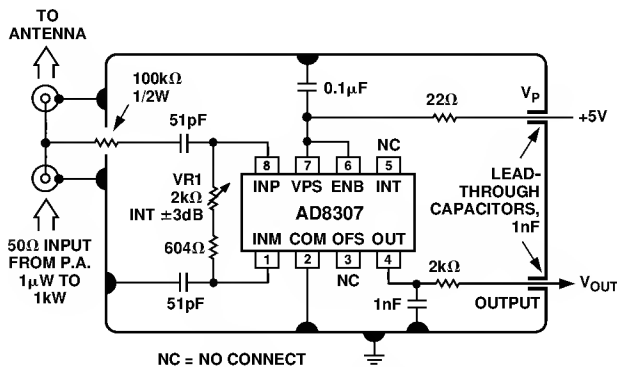 TO
ANTENNA
100kΩ
1/2W
51pF
0.1µF
22Ω
VP
+5V
NC
8
7
6
5
INP
VPS
ENB
INT
VR1
2kΩ
INT ±3dB
AD8307
LEAD-
THROUGH
CAPACITORS,
1nF
604Ω
INM
COM
OFS
OUT
1
2
3
4
50Ω INPUT
FROM P.A.
1µW TO
1kW
51pF
NC
1nF
2kΩ
VOUT
OUTPUT
NC = NO CONNECT